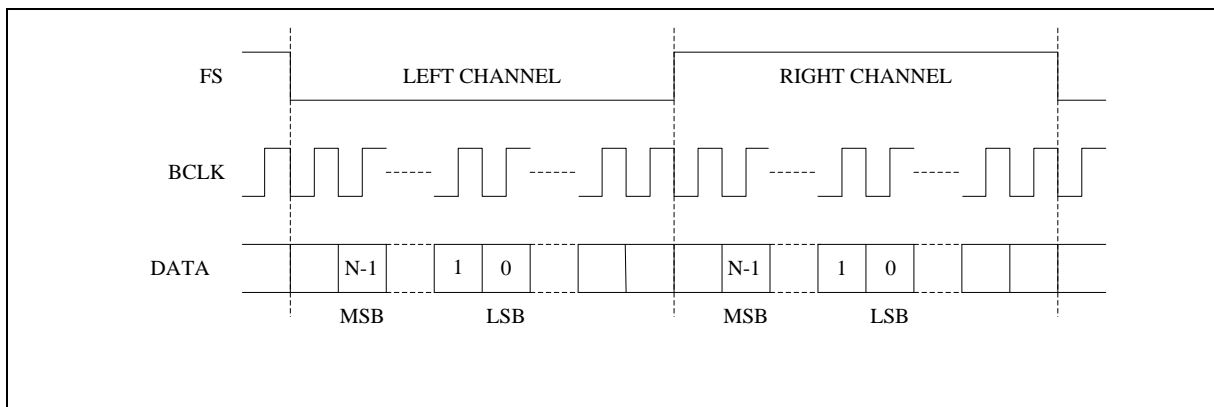 FS LEFT CHANNEL RIGHT CHANNEL
BCLK
DATA N-1 1 0 N-1 1 0
MSB LSB MSB LSB